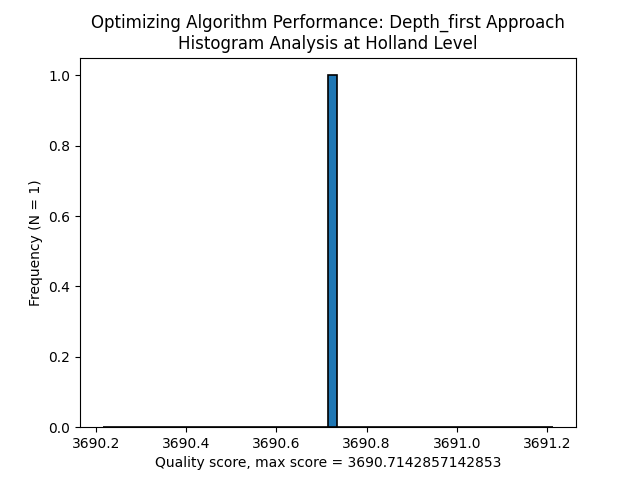 Optimizing Algorithm Performance: Depth_first Approach
Histogram Analysis at Holland Level
1.0
0.8
0.6
0.4
0.2
0.0
Frequency (N = 1)
3690.2 3690.4 3690.6 3690.8 3691.0 3691.2
Quality score, max score = 3690.7142857142853